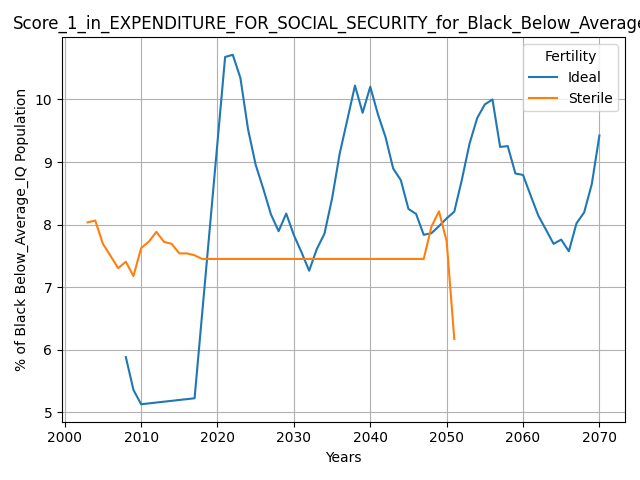 Score_1_in_EXPENDITURE_FOR_SOCIAL_SECURITY_for_Black_Below_Average
Fertility
Ideal
Sterile
% of Black Below_Average_IQ Population
10
9
8
7
6
5
2000 2010 2020 2030 2040 2050 2060 2070
Years